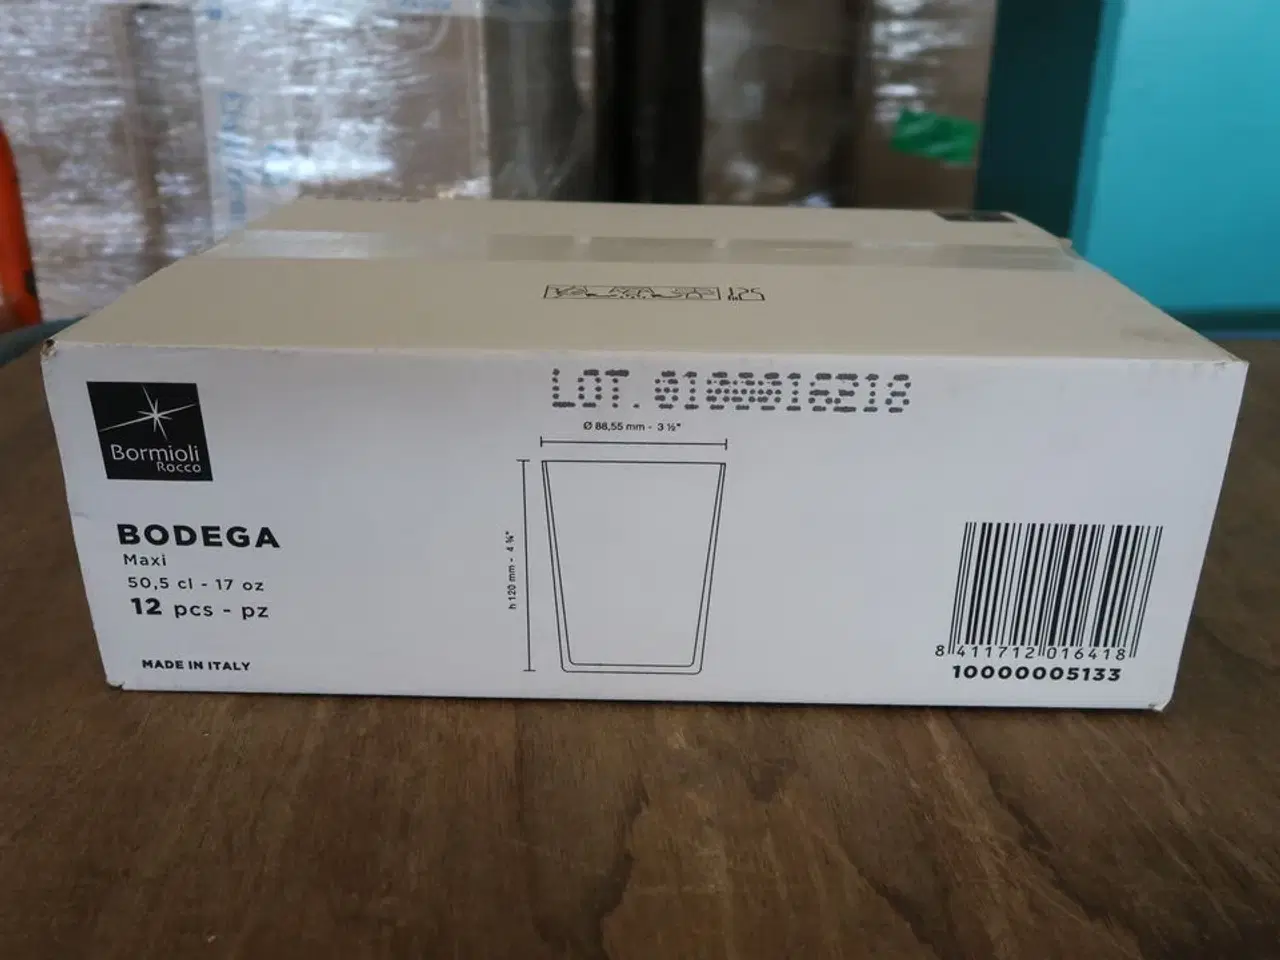 LOT. 01000016218
Ø 88,55 mm - 3 ½"
h 120 mm - 4 ¾"
Bormioli
Rocco
BODEGA
Maxi
50,5 cl - 17 oz
12 pcs - pz
MADE IN ITALY
8 411712 016418
10000005133